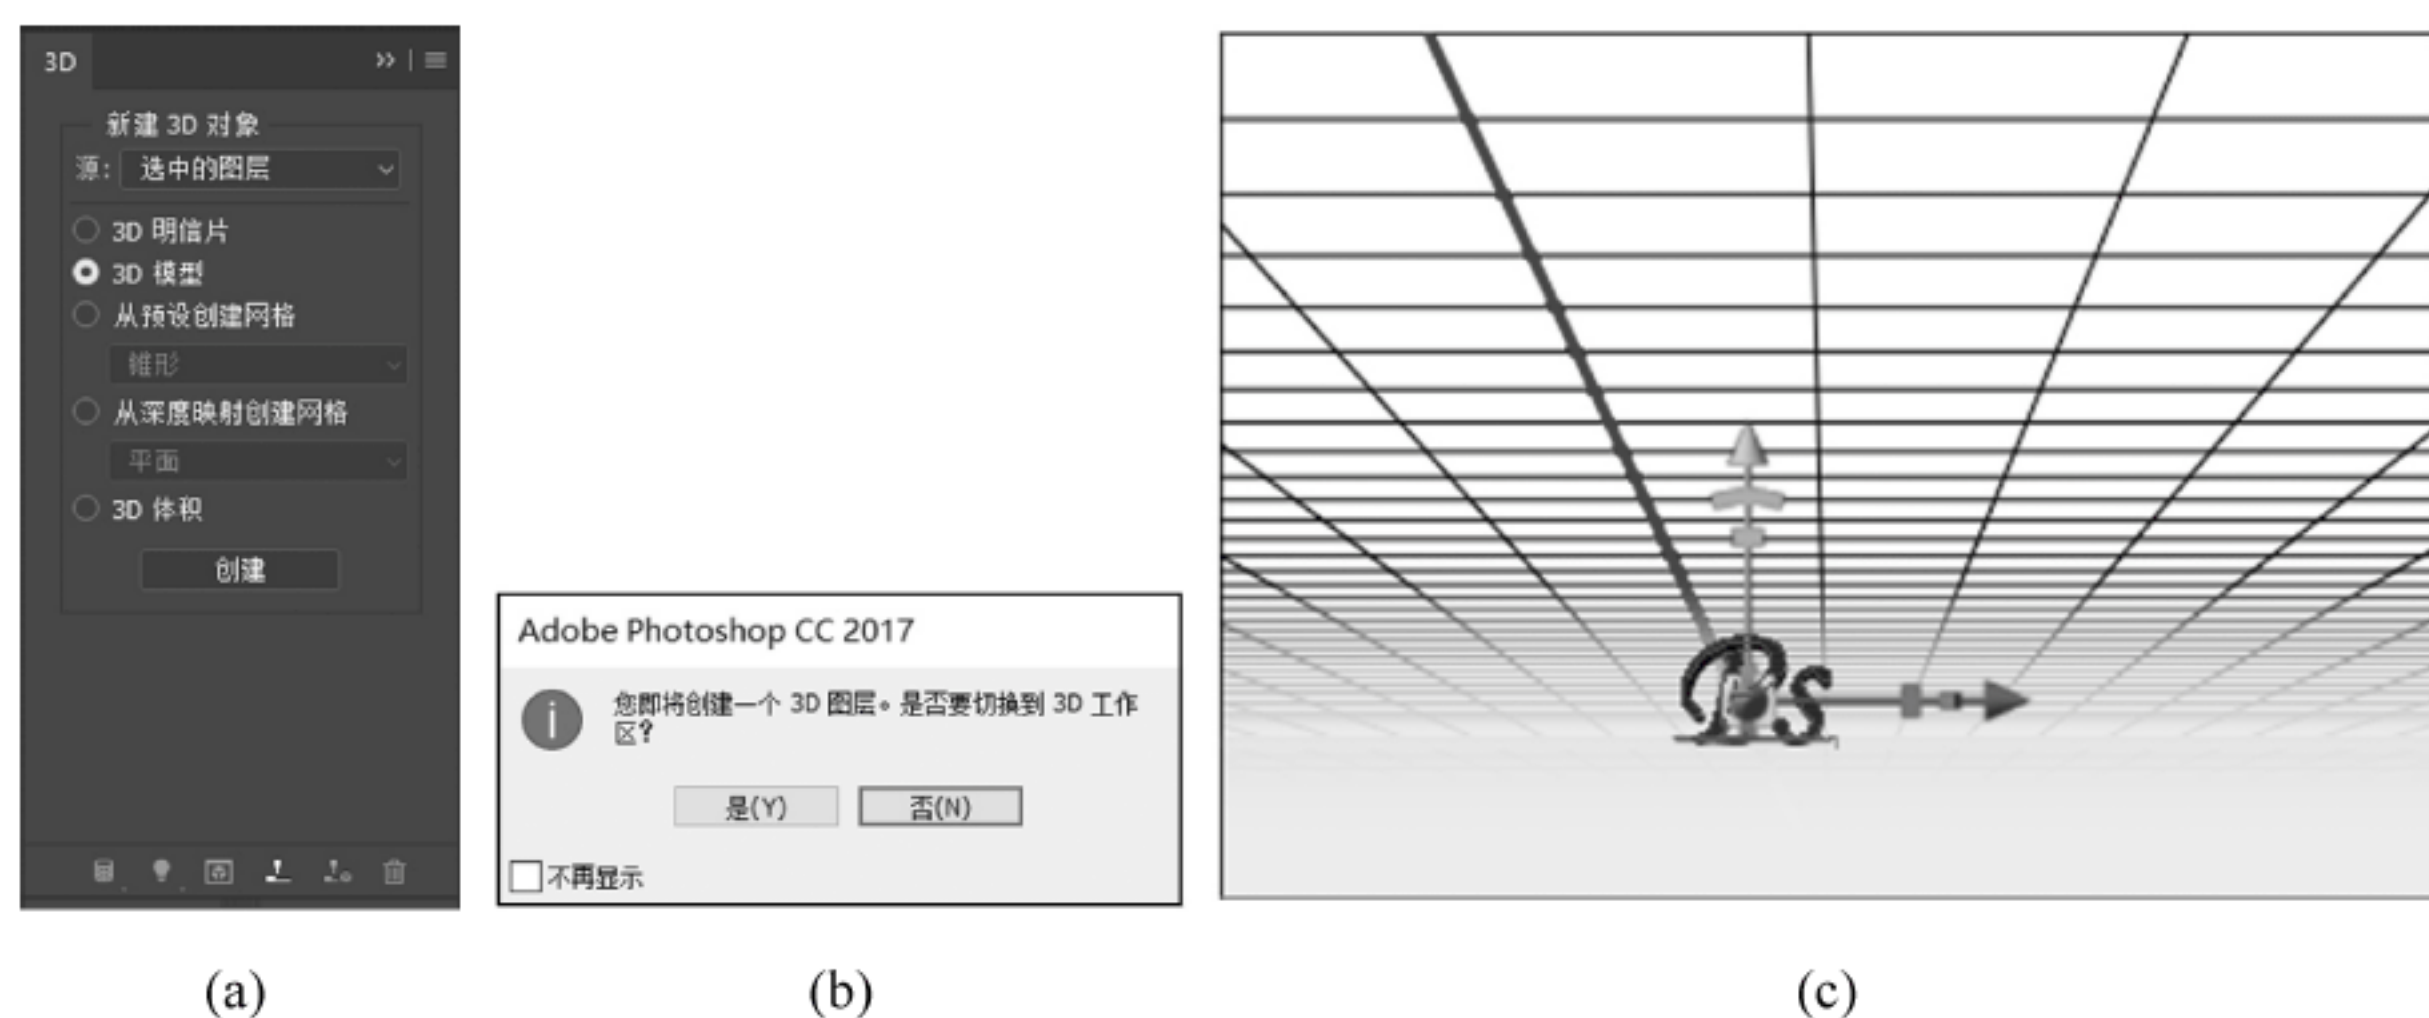 3D
新建 3D 对象
源: 选中的图层
3D 明信片
3D 模型
从预设创建网格
锥形
从深度映射创建网格
平面
3D 体积
创建
(a)
Adobe Photoshop CC 2017
您即将创建一个 3D 图层。是否要切换到 3D 工作
区?
是(Y) 否(N)
不再显示
(b)
Ps
(c)